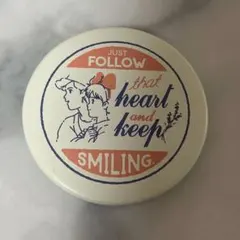 JUST
FOLLOW
that
heart
and
keep
SMILING.